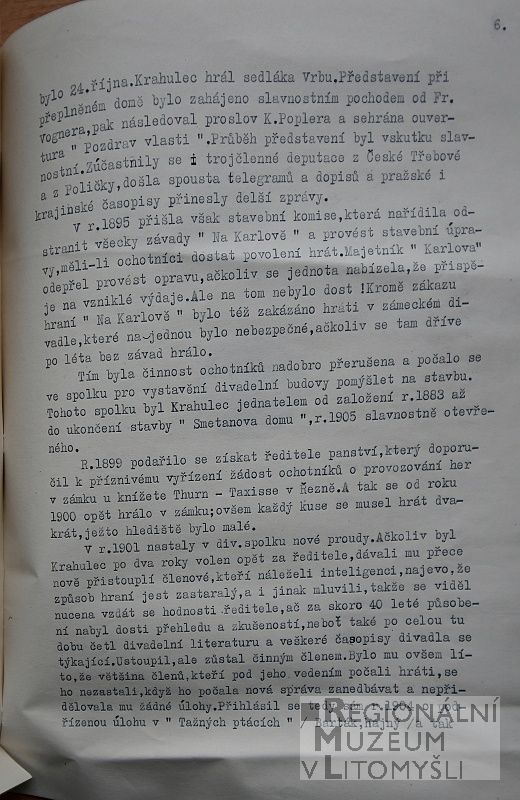 6.
bylo 24.října.Krahulec hrál sedláka Vrbu.Představení při
přeplněném domě bylo zahájeno slavnostním pochodem od Fr.
Vognera,pak následoval proslov K.Poplera a sehrána ouver-
tura " Pozdrav vlasti ".Průběh představení byl vskutku slav-
nostní.Zúčastnily se i trojčlenné deputace z České Třebové
a z Poličky,došla spousta telegramů a dopisů a pražské i
krajinské časopisy přinesly delší zprávy.
V r.1895 přišla však stavební komise,která nařídila od-
stranit všecky závady " Na Karlově " a provést stavební úpra-
vy,měli-li ochotníci dostat povolení hrát.Majetník " Karlova"
odepřel provést opravu,ačkoliv se jednota nabízela,že přispě-
je na vzniklé výdaje.Ale na tom nebylo dost !Kromě zákazu
hraní " Na Karlově " bylo též zakázáno hráti v zámeckém di-
vadle,které na jednou bylo nebezpečné,ačkoliv se tam dříve
po léta bez závad hrálo.
Tím byla činnost ochotníků nadobro přerušena a počalo se
ve spolku pro vystavění divadelní budovy pomýšlet na stavbu.
Tohoto spolku byl Krahulec jednatelem od založení r.1883 až
do ukončení stavby " Smetanova domu ",r.1905 slavnostně otevře-
ného.
R.1899 podařilo se získat ředitele panství,který doporu-
čil k příznivému vyřízení žádost ochotníků o provozování her
v zámku u knížete Thurn - Taxisse v Řezně.A tak se od roku
1900 opět hrálo v zámku;ovšem každý kuse se musel hrát dva-
krát,ježto hlediště bylo malé.
V r.1901 nastaly v div.spolku nové proudy.Ačkoliv byl
Krahulec po dva roky volen opět za ředitele,dávali mu přece
nově přistouplí členové,kteří náleželi inteligenci,najevo,že
způsob hraní jest zastaralý,a i jinak mluvili,takže se viděl
nucena vzdát se hodnosti ředitele,ač za skoro 40 leté působe-
ní nabyl dosti přehledu a zkušeností,neboť také po celou tu
dobu četl divadelní literaturu a veškeré časopisy divadla se
týkající.Ustoupil,ale zůstal činným členem.Bylo mu ovšem lí-
to,že většina členů,kteří pod jeho vedením počali hráti,se
ho nezastali,když ho počala nová správa zanedbávat a nepři-
dělovala mu žádné úlohy.Přihlásil se tedy sám r.1904 o pod-
řízenou úlohu v " Tažných ptácích " / Barták,hajný / a tak
REGIONÁLNÍ
MUZEUM
V LITOMYŠLI